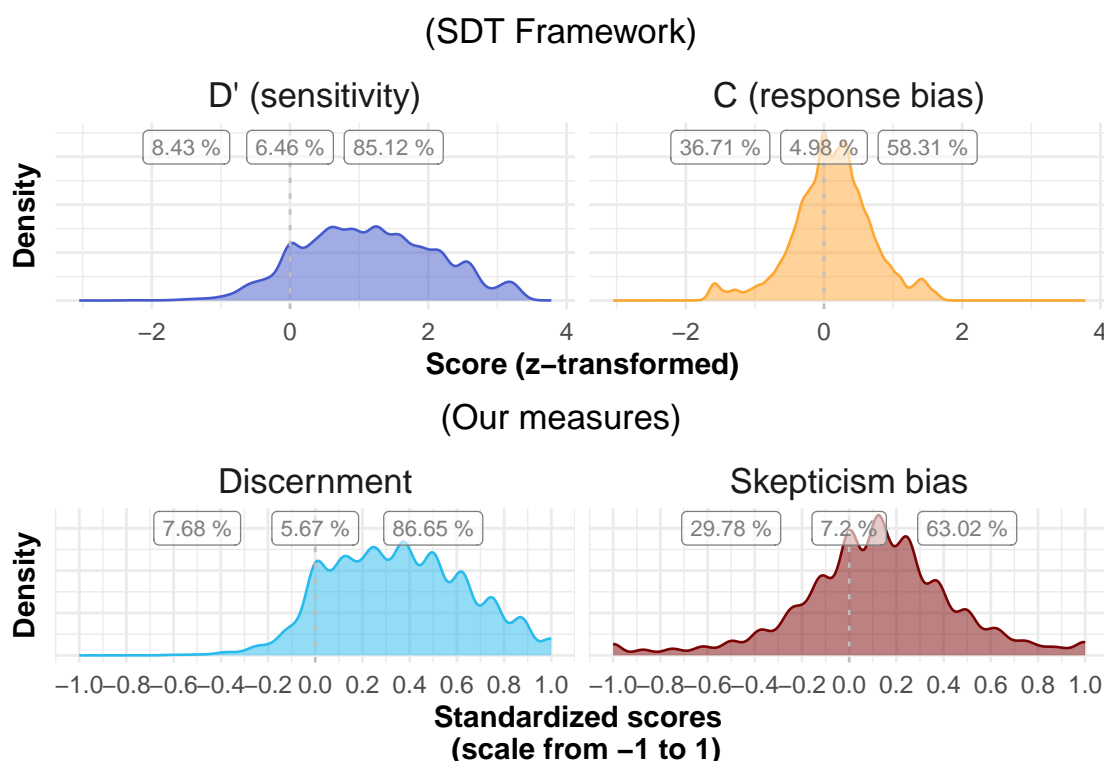 (SDT Framework)
D' (sensitivity) C (response bias)
8.43 % 6.46 % 85.12 % 36.71 % 4.98 % 58.31 %
Density
−2 0 2 4 −2 0 2 4
Score (z−transformed)
(Our measures)
Discernment Skepticism bias
7.68 % 5.67 % 86.65 % 29.78 % 7.2 % 63.02 %
Density
−1.0−0.8−0.6−0.4−0.2 0.0 0.2 0.4 0.6 0.8 1.0 −1.0−0.8−0.6−0.4−0.2 0.0 0.2 0.4 0.6 0.8 1.0
Standardized scores
(scale from −1 to 1)